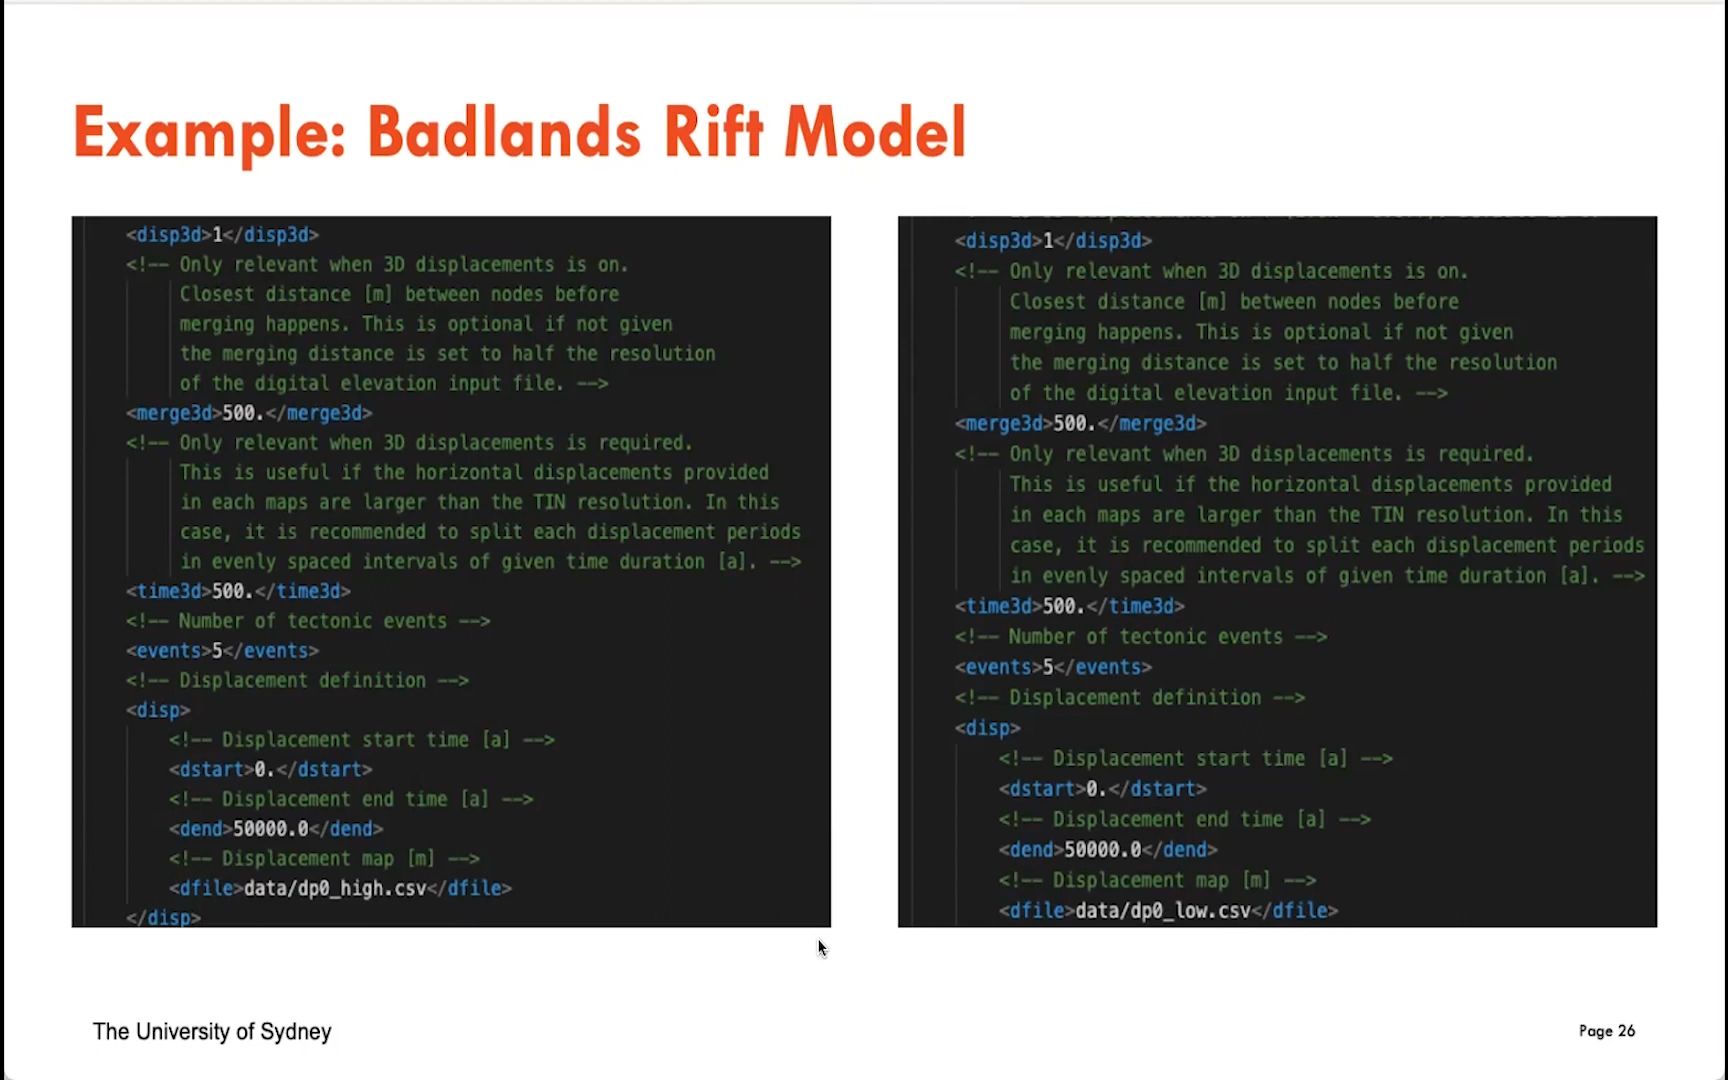 Example: Badlands Rift Model
<disp3d>1</disp3d>
<!-- Only relevant when 3D displacements is on.
Closest distance [m] between nodes before
merging happens. This is optional if not given
the merging distance is set to half the resolution
of the digital elevation input file. -->
<merge3d>500.</merge3d>
<!-- Only relevant when 3D displacements is required.
This is useful if the horizontal displacements provided
in each maps are larger than the TIN resolution. In this
case, it is recommended to split each displacement periods
in evenly spaced intervals of given time duration [a]. -->
<time3d>500.</time3d>
<!-- Number of tectonic events -->
<events>5</events>
<!-- Displacement definition -->
<disp>
<!-- Displacement start time [a] -->
<dstart>0.</dstart>
<!-- Displacement end time [a] -->
<dend>50000.0</dend>
<!-- Displacement map [m] -->
<dfile>data/dp0_high.csv</dfile>
</disp>
<disp3d>1</disp3d>
<!-- Only relevant when 3D displacements is on.
Closest distance [m] between nodes before
merging happens. This is optional if not given
the merging distance is set to half the resolution
of the digital elevation input file. -->
<merge3d>500.</merge3d>
<!-- Only relevant when 3D displacements is required.
This is useful if the horizontal displacements provided
in each maps are larger than the TIN resolution. In this
case, it is recommended to split each displacement periods
in evenly spaced intervals of given time duration [a]. -->
<time3d>500.</time3d>
<!-- Number of tectonic events -->
<events>5</events>
<!-- Displacement definition -->
<disp>
<!-- Displacement start time [a] -->
<dstart>0.</dstart>
<!-- Displacement end time [a] -->
<dend>50000.0</dend>
<!-- Displacement map [m] -->
<dfile>data/dp0_low.csv</dfile>
The University of Sydney
Page 26